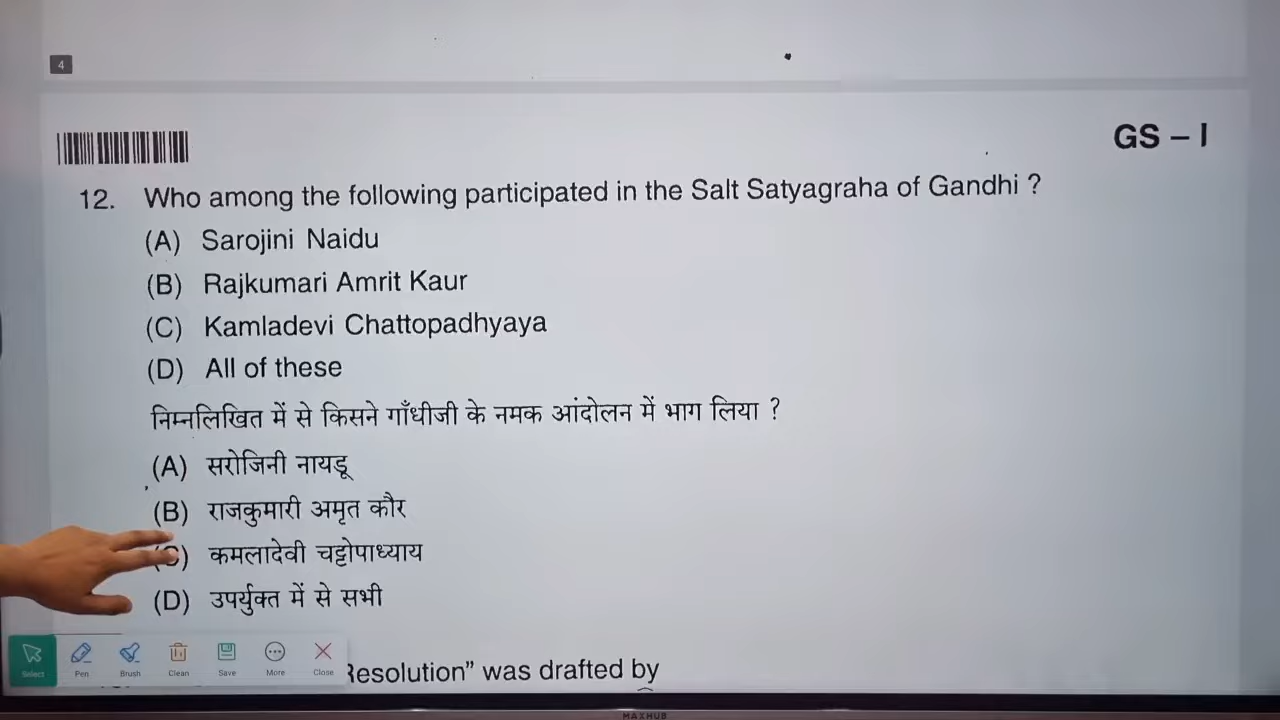 4
GS – I
12. Who among the following participated in the Salt Satyagraha of Gandhi ?
(A) Sarojini Naidu
(B) Rajkumari Amrit Kaur
(C) Kamladevi Chattopadhyaya
(D) All of these
निम्नलिखित में से किसने गाँधीजी के नमक आंदोलन में भाग लिया ?
(A) सरोजिनी नायडू
(B) राजकुमारी अमृत कौर
(C) कमलादेवी चट्टोपाध्याय
(D) उपर्युक्त में से सभी
Resolution” was drafted by
Select Pen Brush Clean Save More Close
MAXHUB